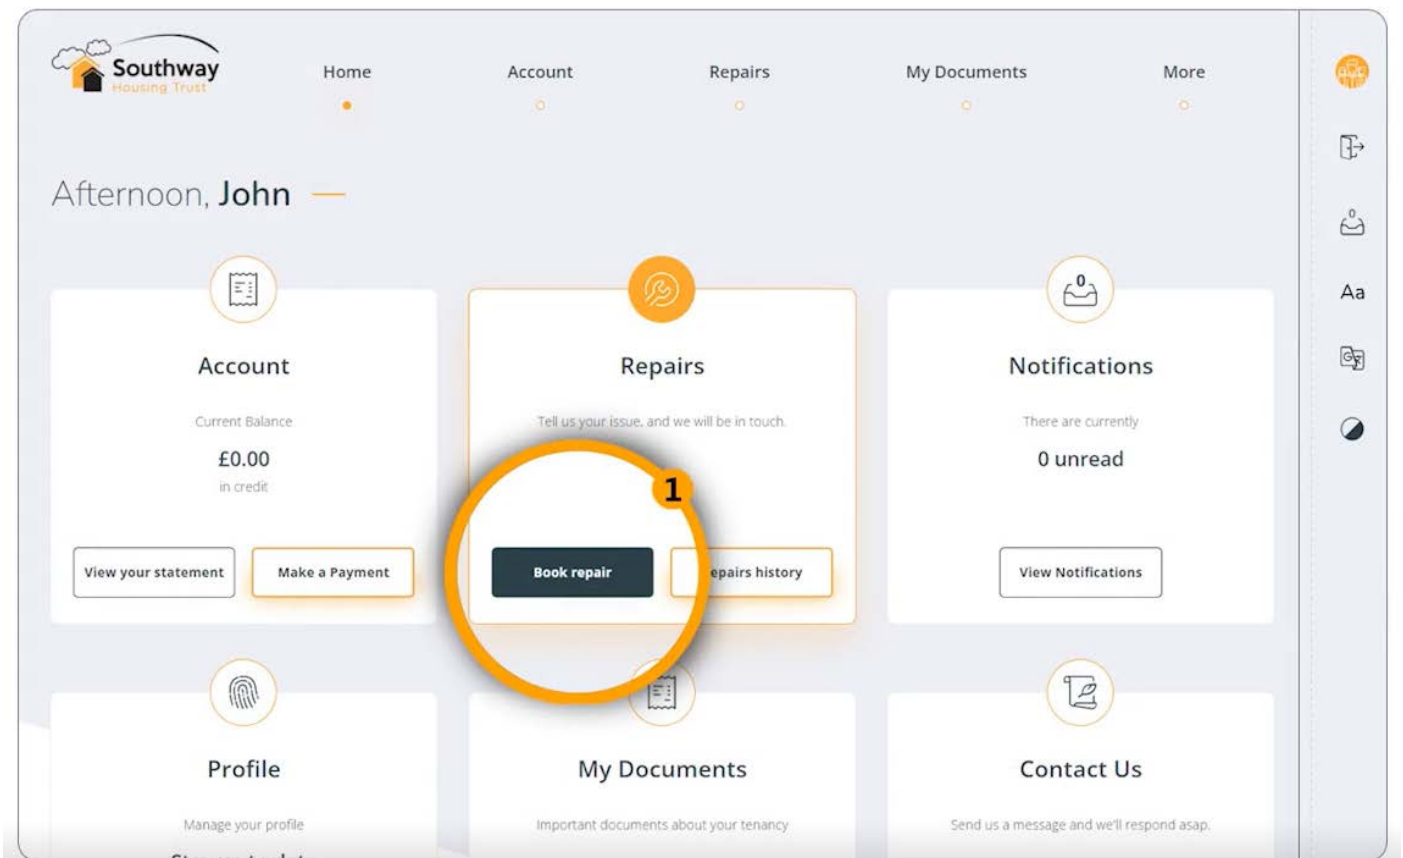 Southway
Housing Trust
Home
Account
Repairs
My Documents
More
Afternoon, John
Account
Current Balance
£0.00
in credit
View your statement
Make a Payment
Repairs
Tell us your issue, and we will be in touch.
1
Book repair
epairs history
0
Notifications
There are currently
0 unread
View Notifications
Profile
Manage your profile
My Documents
Important documents about your tenancy
Contact Us
Send us a message and we'll respond asap.
0
Aa